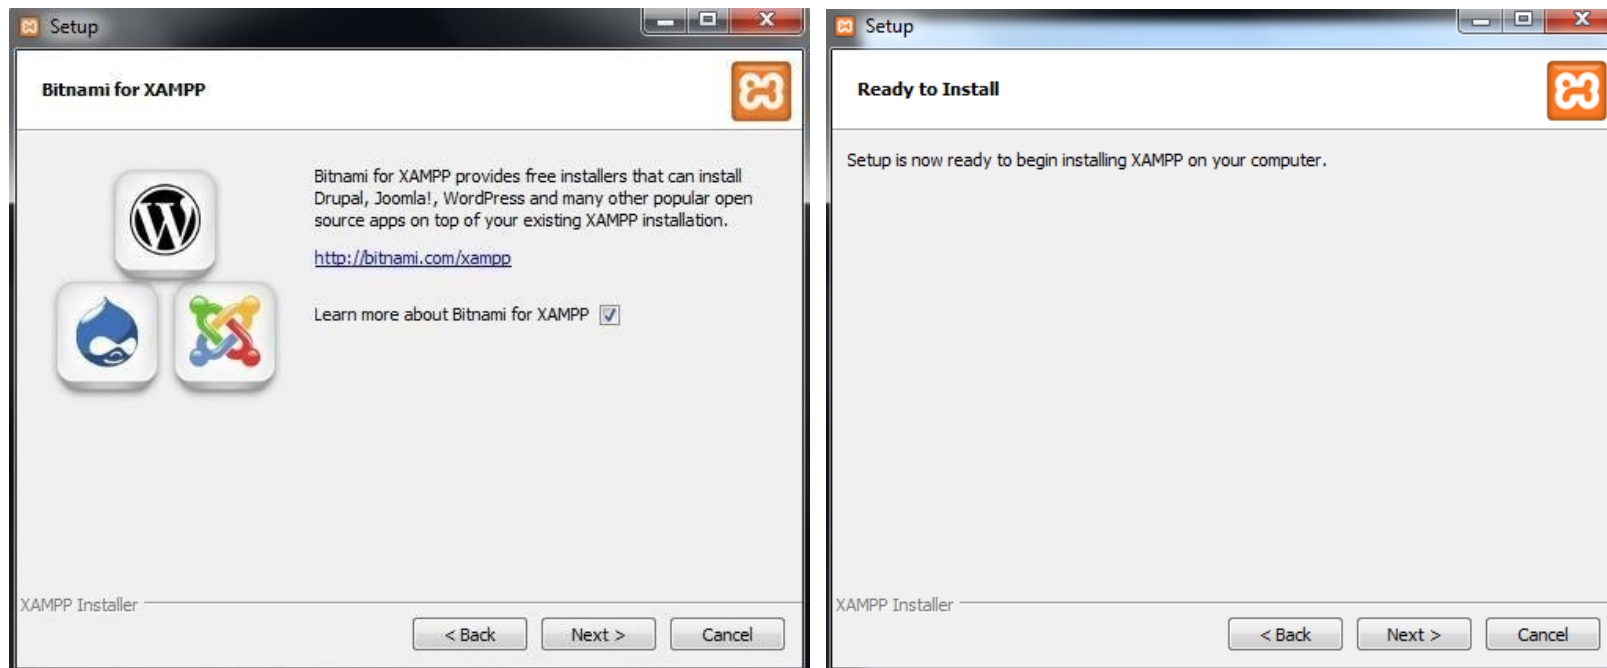 Setup
Bitnami for XAMPP
Bitnami for XAMPP provides free installers that can install
Drupal, Joomla!, WordPress and many other popular open
source apps on top of your existing XAMPP installation.
http://bitnami.com/xampp
Learn more about Bitnami for XAMPP
XAMPP Installer
< Back
Next >
Cancel
Setup
Ready to Install
Setup is now ready to begin installing XAMPP on your computer.
XAMPP Installer
< Back
Next >
Cancel